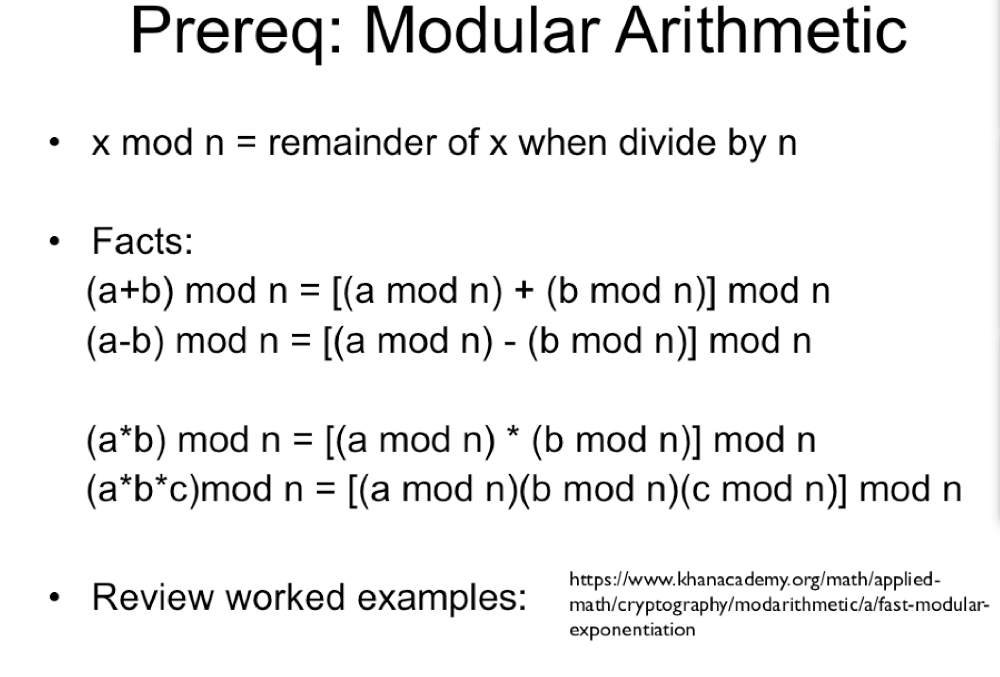 Prereq: Modular Arithmetic
• x mod n = remainder of x when divide by n
• Facts:
(a+b) mod n = [(a mod n) + (b mod n)] mod n
(a-b) mod n = [(a mod n) - (b mod n)] mod n
(a*b) mod n = [(a mod n) * (b mod n)] mod n
(a*b*c)mod n = [(a mod n)(b mod n)(c mod n)] mod n
• Review worked examples:
https://www.khanacademy.org/math/applied-
math/cryptography/modarithmetic/a/fast-modular-
exponentiation